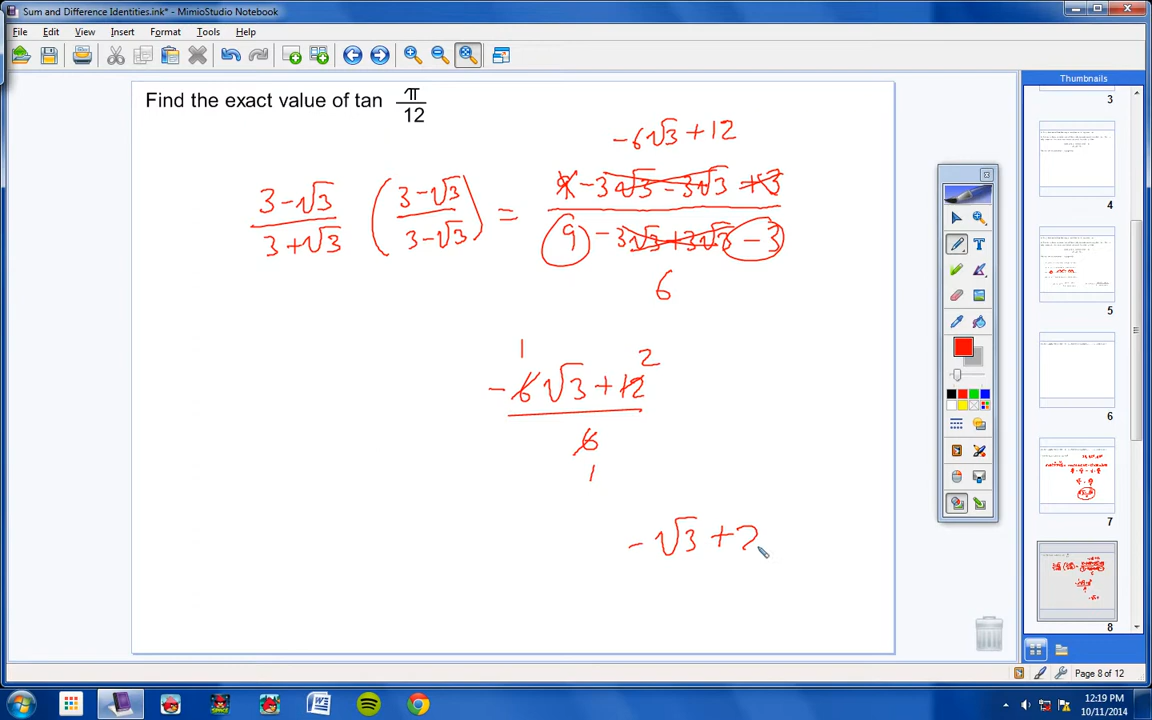 Sum and Difference Identities.ink* - MimioStudio Notebook
File Edit View Insert Format Tools Help
Thumbnails
Find the exact value of tan π/12
-6√3 + 12
3-√3 / 3+√3 (3-√3 / 3-√3) = 9 - 3√3 - 3√3 + 3 / 9 - 3√3 + 3√3 - 3
6
1 2
-6√3 + 12 / 6
1
- √3 + 2
3
4
5
6
7
8
Page 8 of 12
12:19 PM
10/11/2014